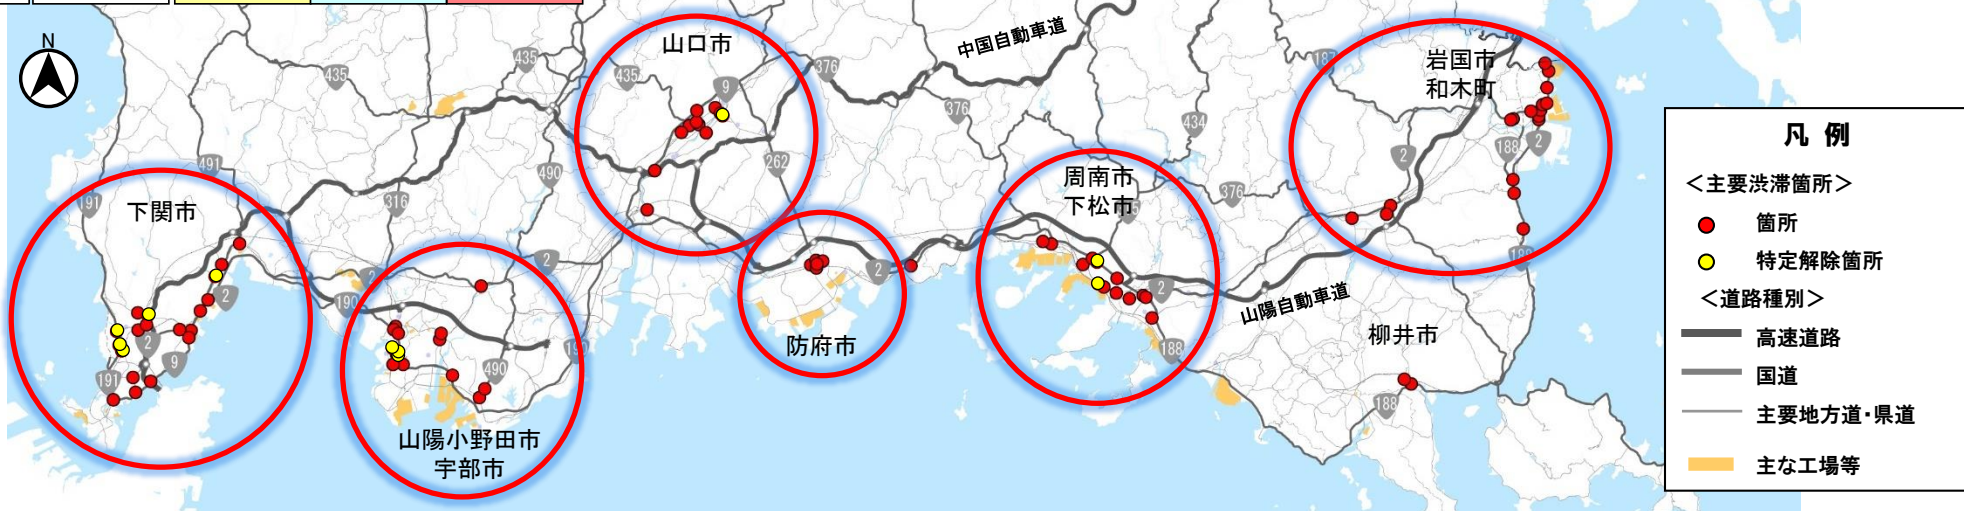 N
山口市
中国自動車道
岩国市
和木町
435
435
435
9
376
376
187
434
491
490
262
2
188
2
191
316
376
下関市
周南市
下松市
2
2
2
2
2
190
190
188
山陽自動車道
防府市
柳井市
2
9
191
490
188
188
山陽小野田市
宇部市
凡 例
＜主要渋滞箇所＞
箇所
特定解除箇所
＜道路種別＞
高速道路
国道
主要地方道・県道
主な工場等